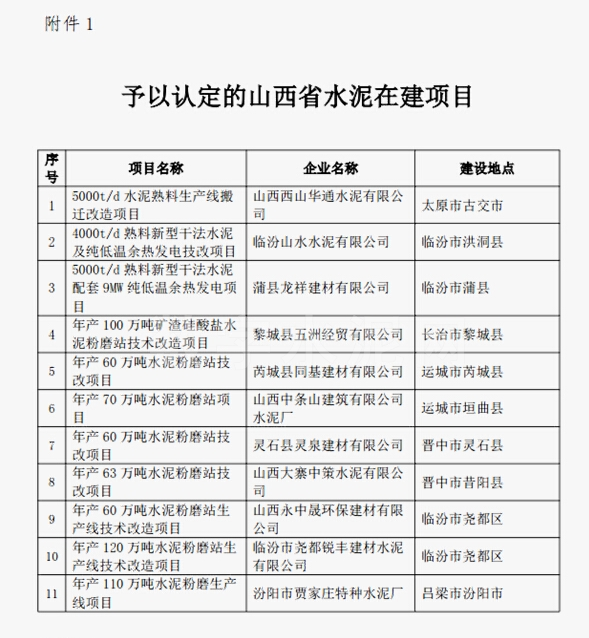 附件 1
予以认定的山西省水泥在建项目
序号 项目名称 企业名称 建设地点
1 5000t/d 水泥熟料生产线搬迁改造项目 山西西山华通水泥有限公司 太原市古交市
2 4000t/d 熟料新型干法水泥及纯低温余热发电技改项目 临汾山水水泥有限公司 临汾市洪洞县
3 5000t/d 熟料新型干法水泥配套 9MW 纯低温余热发电项目 蒲县龙祥建材有限公司 临汾市蒲县
4 年产 100 万吨矿渣硅酸盐水泥粉磨站技术改造项目 黎城县五洲经贸有限公司 长治市黎城县
5 年产 60 万吨水泥粉磨站技改项目 芮城县同基建材有限公司 运城市芮城县
6 年产 70 万吨水泥粉磨站项目 山西中条山建筑有限公司水泥厂 运城市垣曲县
7 年产 60 万吨水泥粉磨站技改项目 灵石县灵泉建材有限公司 晋中市灵石县
8 年产 63 万吨水泥粉磨站技改项目 山西大寨中策水泥有限公司 晋中市昔阳县
9 年产 60 万吨水泥粉磨站生产线技术改造项目 山西永中晟环保建材有限公司 临汾市尧都区
10 年产 120 万吨水泥粉磨站生产线技术改造项目 临汾市尧都锐丰建材水泥有限公司 临汾市尧都区
11 年产 110 万吨水泥粉磨生产线项目 汾阳市贾家庄特种水泥厂 吕梁市汾阳市